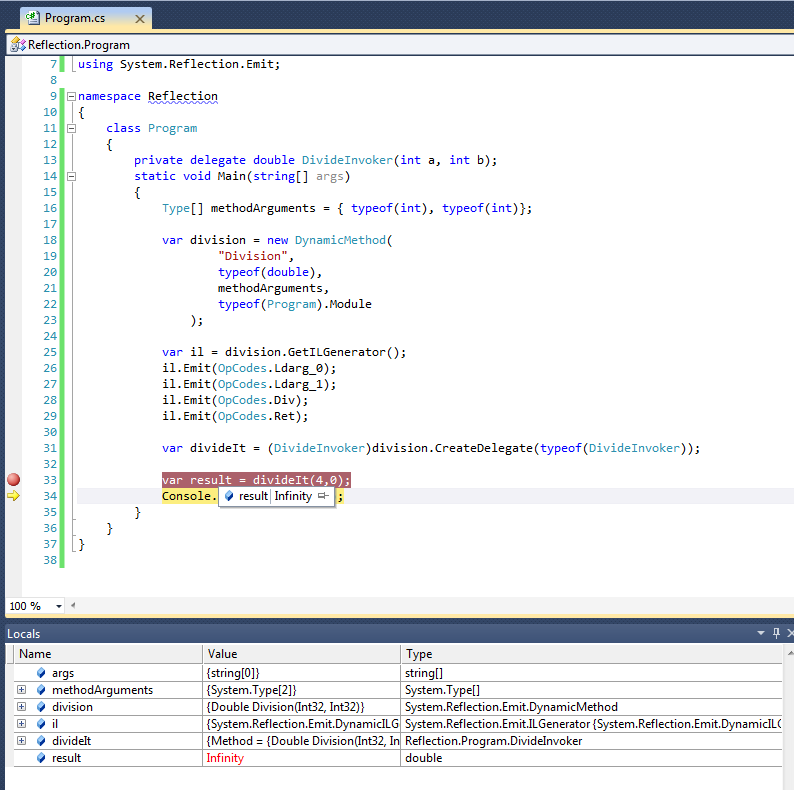 Program.cs
Reflection.Program
7 using System.Reflection.Emit;
8
9 namespace Reflection
10 {
11 class Program
12 {
13 private delegate double DivideInvoker(int a, int b);
14 static void Main(string[] args)
15 {
16 Type[] methodArguments = { typeof(int), typeof(int)};
17
18 var division = new DynamicMethod(
19 "Division",
20 typeof(double),
21 methodArguments,
22 typeof(Program).Module
23 );
24
25 var il = division.GetILGenerator();
26 il.Emit(OpCodes.Ldarg_0);
27 il.Emit(OpCodes.Ldarg_1);
28 il.Emit(OpCodes.Div);
29 il.Emit(OpCodes.Ret);
30
31 var divideIt = (DivideInvoker)division.CreateDelegate(typeof(DivideInvoker));
32
33 var result = divideIt(4,0);
34 Console. result Infinity ;
35 }
36 }
37 }
38
100 %
Locals
Name Value Type
args {string[0]} string[]
methodArguments {System.Type[2]} System.Type[]
division {Double Division(Int32, Int32)} System.Reflection.Emit.DynamicMethod
il {System.Reflection.Emit.DynamicILG System.Reflection.Emit.ILGenerator {System.Reflection.Emit.DynamicILG
divideIt {Method = {Double Division(Int32, In Reflection.Program.DivideInvoker
result Infinity double